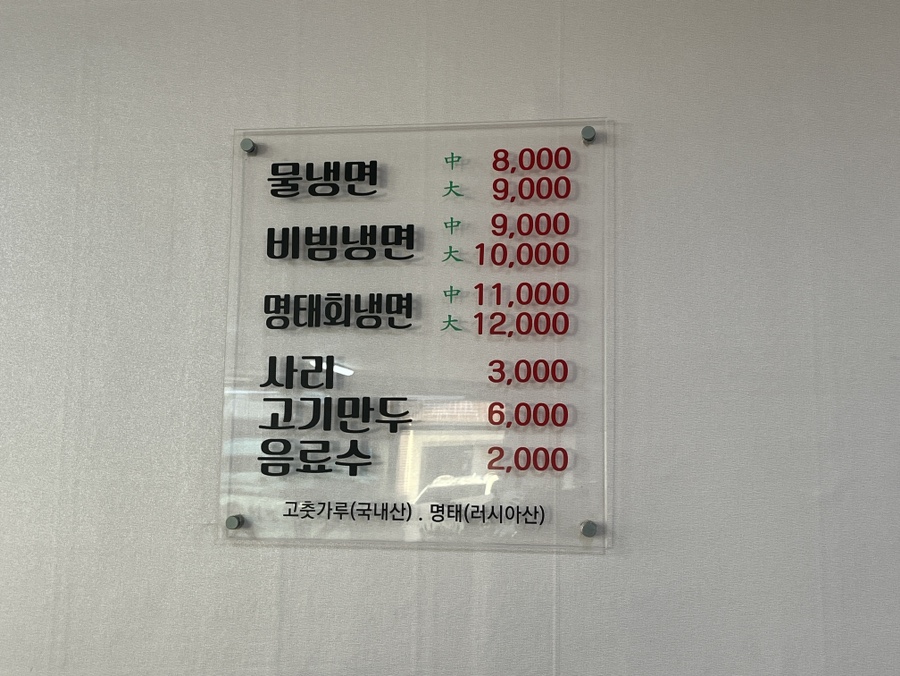 물냉면 中 8,000
大 9,000
비빔냉면 中 9,000
大 10,000
명태회냉면 中 11,000
大 12,000
사리 3,000
고기만두 6,000
음료수 2,000
고춧가루(국내산) . 명태(러시아산)